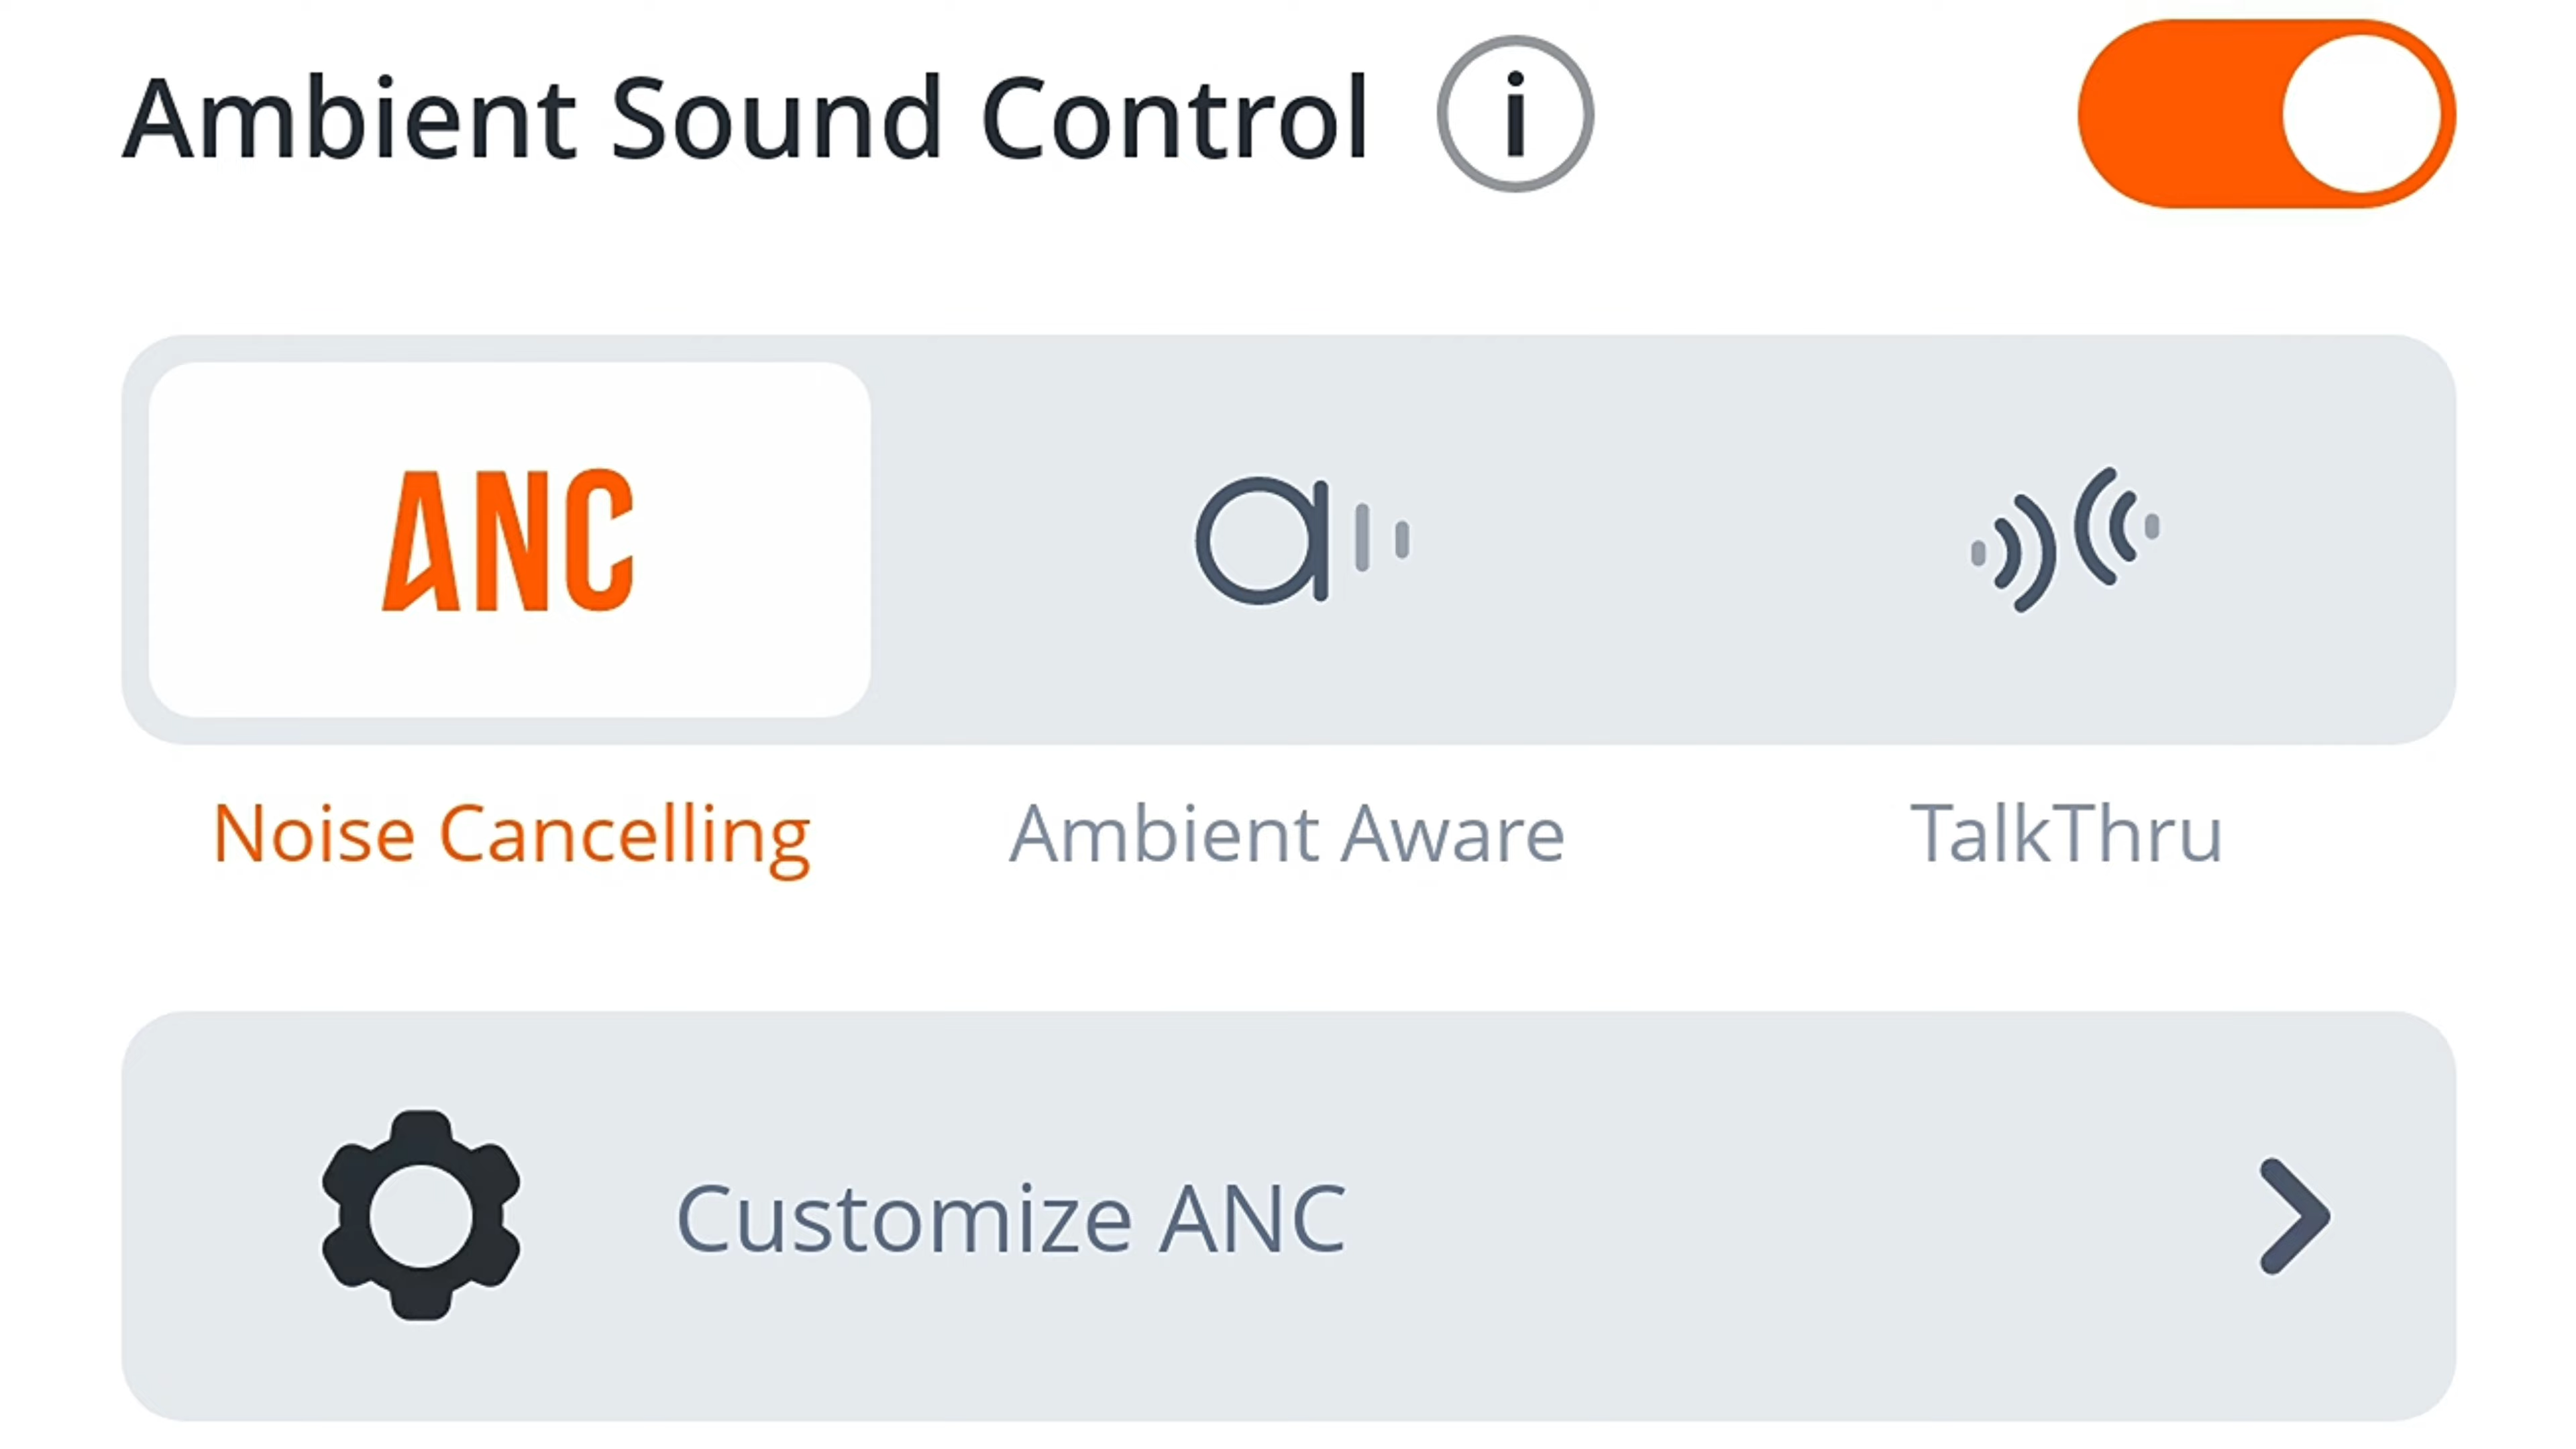 Ambient Sound Control i
ANC
Noise Cancelling Ambient Aware TalkThru
Customize ANC